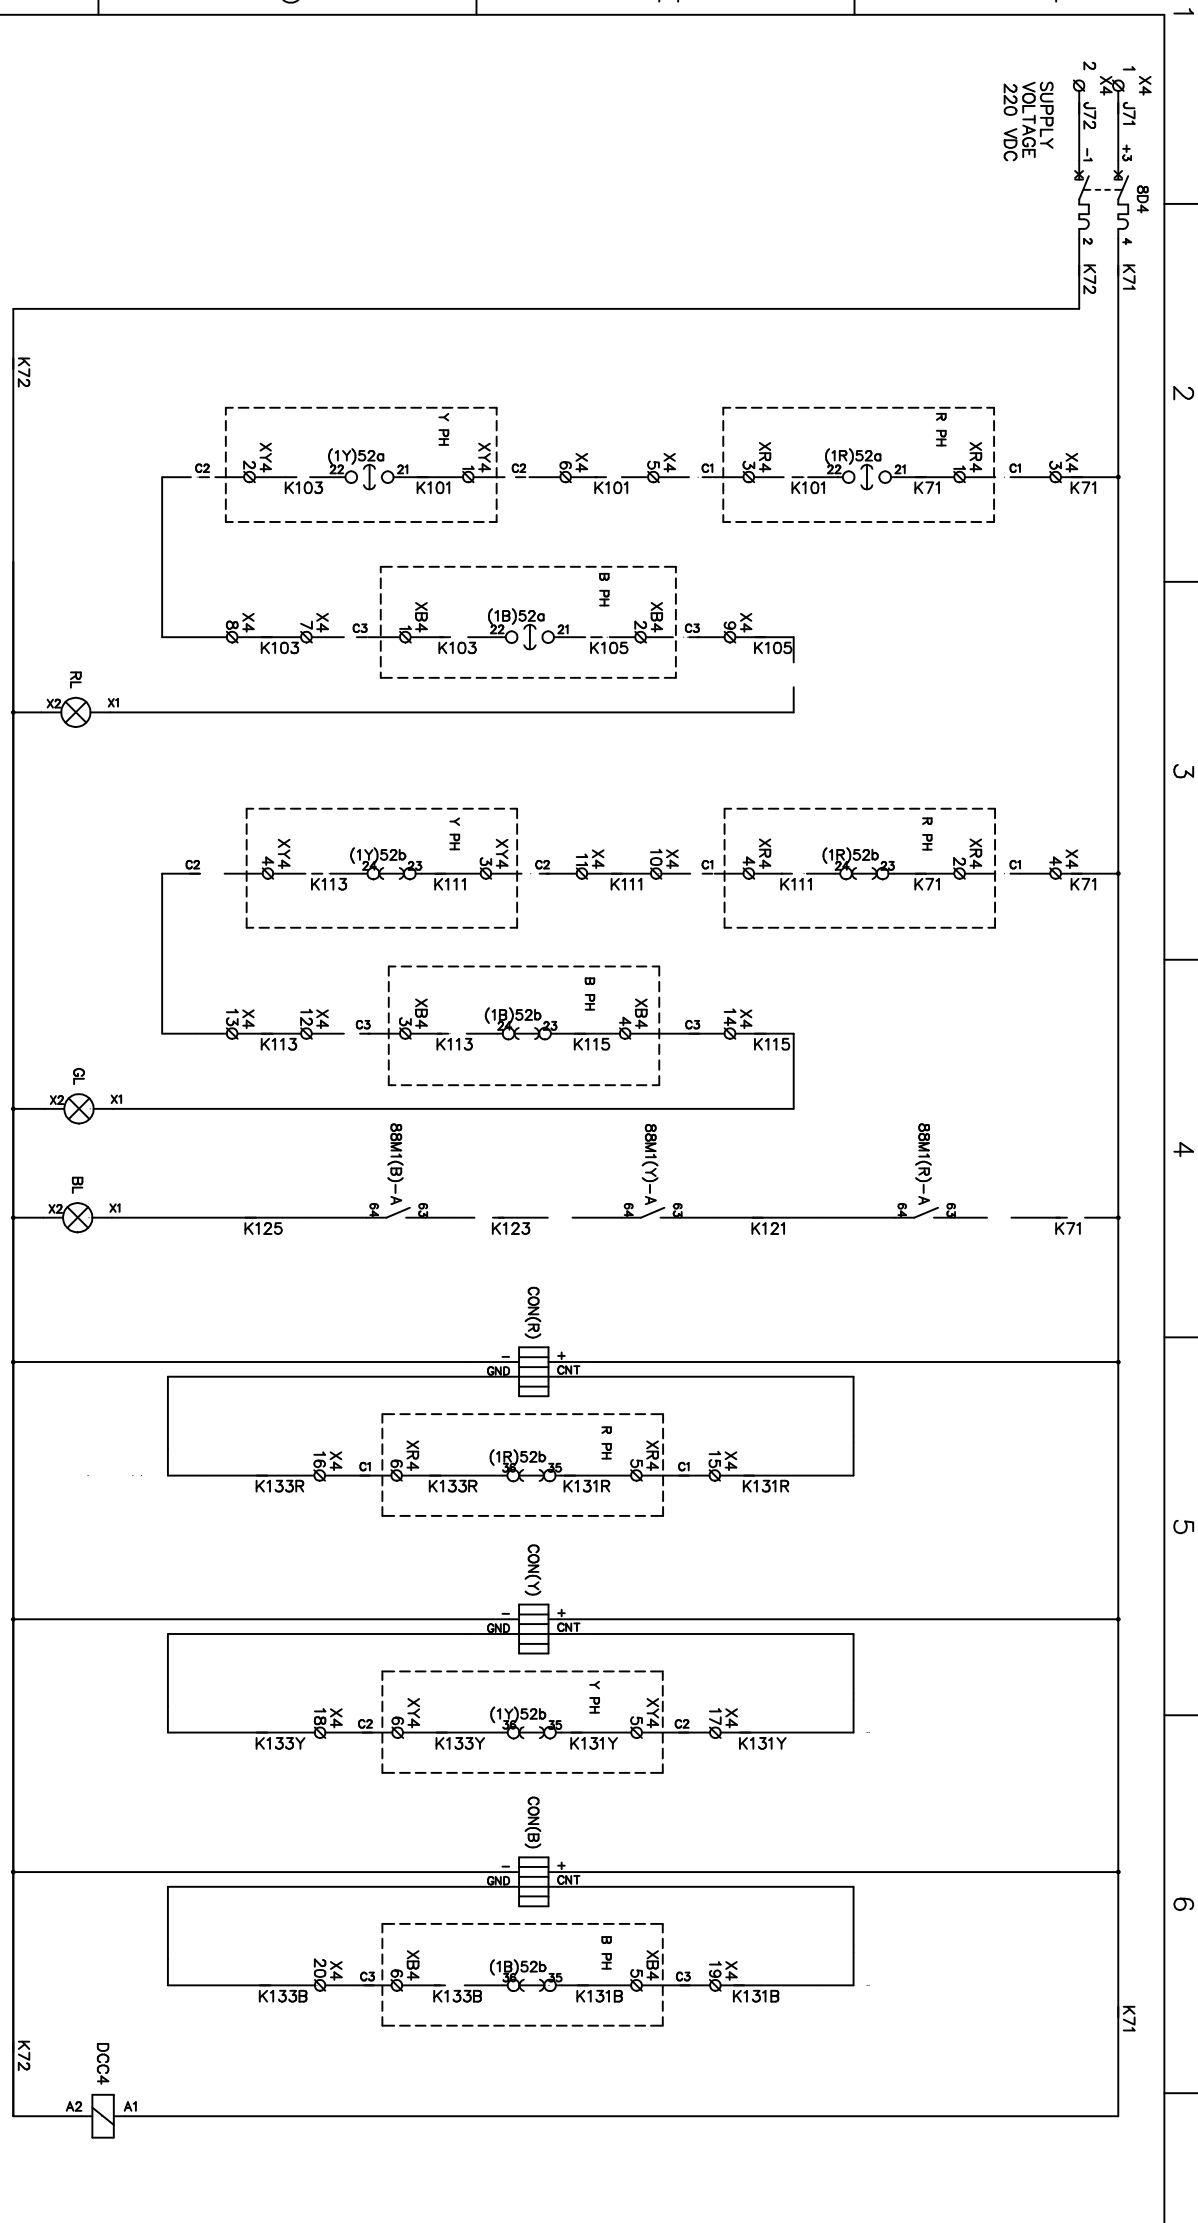 1
2
3
4
5
6
X4
1
J71
+3
8D4
4
K71
X4
2
J72
-1
2
K72
SUPPLY
VOLTAGE
220 VDC
K72
X4
3
K71
C1
XR4
1
R PH
K71
21
(1R)52a
22
K101
XR4
3
C1
X4
5
K101
X4
6
C2
XY4
1
Y PH
K101
21
(1Y)52a
22
K103
XY4
2
C2
K105
X4
9
C3
XB4
2
B PH
K105
21
(1B)52a
22
K103
XB4
1
C3
X4
7
K103
X4
8
X1
RL
X2
X4
4
K71
C1
XR4
2
R PH
K71
23
(1R)52b
24
K111
XR4
4
C1
X4
10
K111
X4
11
C2
XY4
3
Y PH
K111
23
(1Y)52b
24
K113
XY4
4
C2
K115
X4
14
C3
XB4
4
B PH
K115
23
(1B)52b
24
K113
XB4
3
C3
X4
12
K113
X4
13
X1
GL
X2
K71
63
88M1(R)-A
64
K121
63
88M1(Y)-A
64
K123
63
88M1(B)-A
64
K125
X1
BL
X2
CON(R)
+
-
CNT
GND
K131R
X4
15
C1
XR4
5
R PH
K131R
35
(1R)52b
36
K133R
XR4
6
C1
X4
16
K133R
CON(Y)
+
-
CNT
GND
K131Y
X4
17
C2
XY4
5
Y PH
K131Y
35
(1Y)52b
36
K133Y
XY4
6
C2
X4
18
K133Y
CON(B)
+
-
CNT
GND
K131B
X4
19
C3
XB4
5
B PH
K131B
35
(1B)52b
36
K133B
XB4
6
C3
X4
20
K133B
K71
K72
DCC4
A1
A2